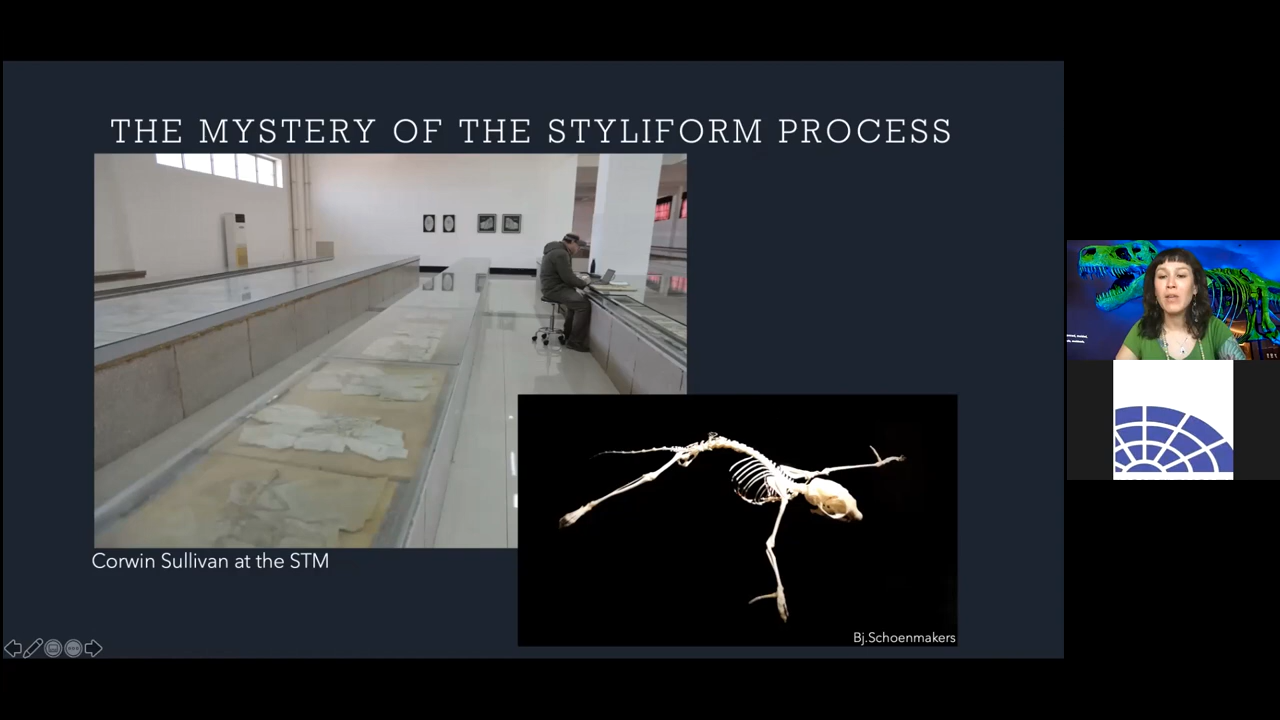 THE MYSTERY OF THE STYLIFORM PROCESS
Corwin Sullivan at the STM
Bj.Schoenmakers